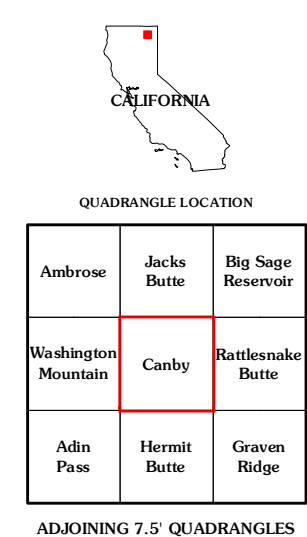 CALIFORNIA
QUADRANGLE LOCATION
Ambrose
Jacks
Butte
Big Sage
Reservoir
Washington
Mountain
Canby
Rattlesnake
Butte
Adin
Pass
Hermit
Butte
Graven
Ridge
ADJOINING 7.5' QUADRANGLES